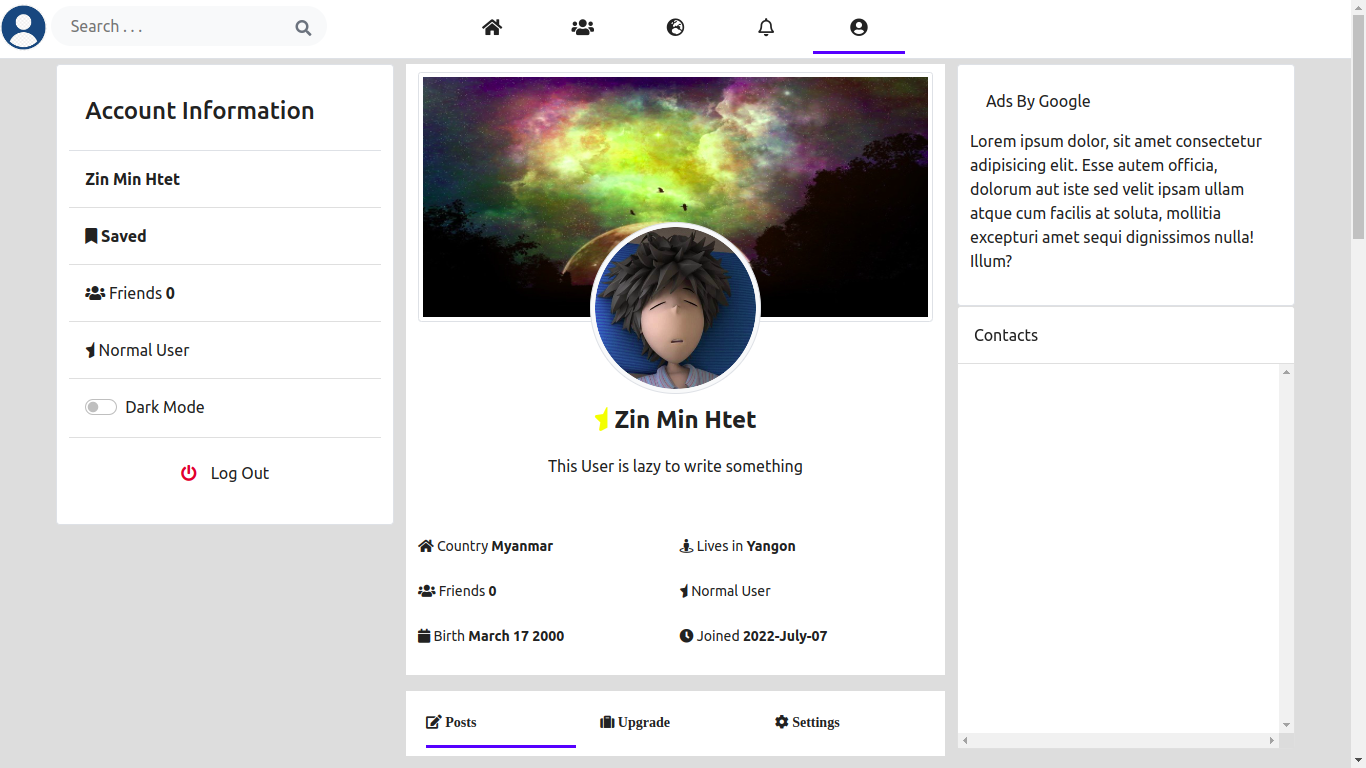 Search . . .
Account Information
Zin Min Htet
Saved
Friends 0
Normal User
Dark Mode
Log Out
Zin Min Htet
This User is lazy to write something
Country Myanmar
Lives in Yangon
Friends 0
Normal User
Birth March 17 2000
Joined 2022-July-07
Posts
Upgrade
Settings
Ads By Google
Lorem ipsum dolor, sit amet consectetur
adipisicing elit. Esse autem officia,
dolorum aut iste sed velit ipsam ullam
atque cum facilis at soluta, mollitia
excepturi amet sequi dignissimos nulla!
Illum?
Contacts